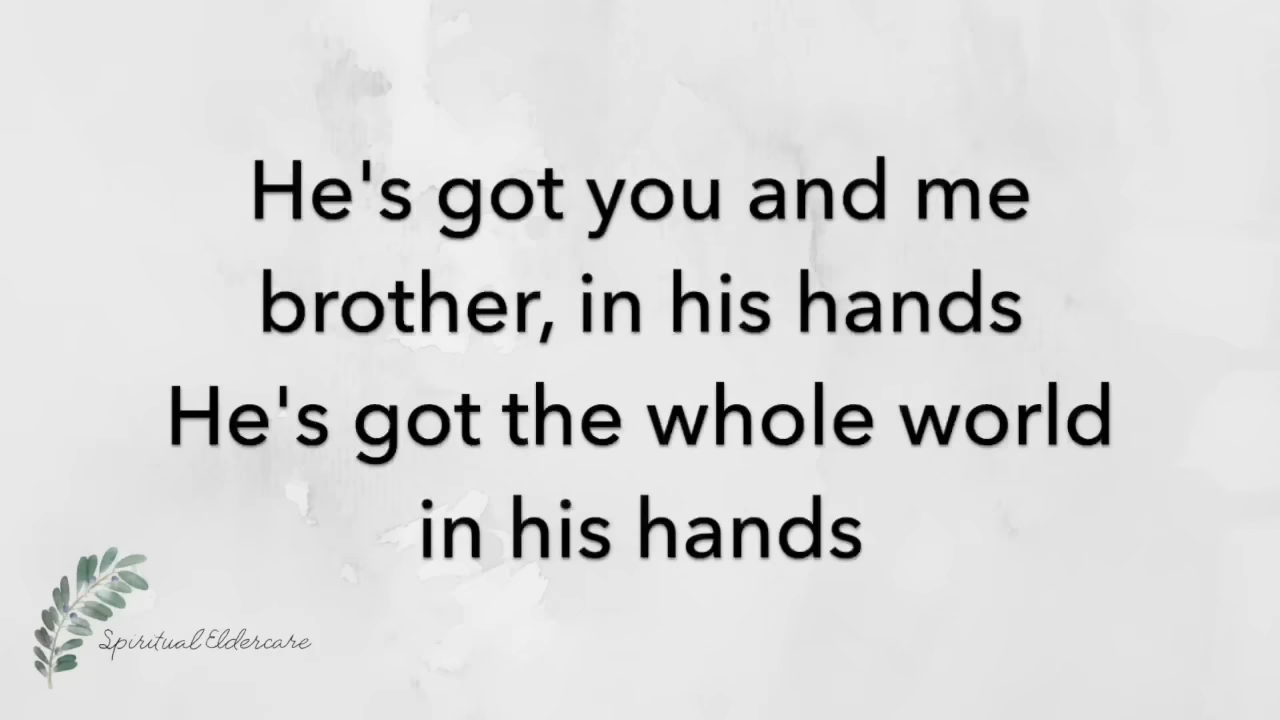 He's got you and me
brother, in his hands
He's got the whole world
in his hands
Spiritual Eldercare